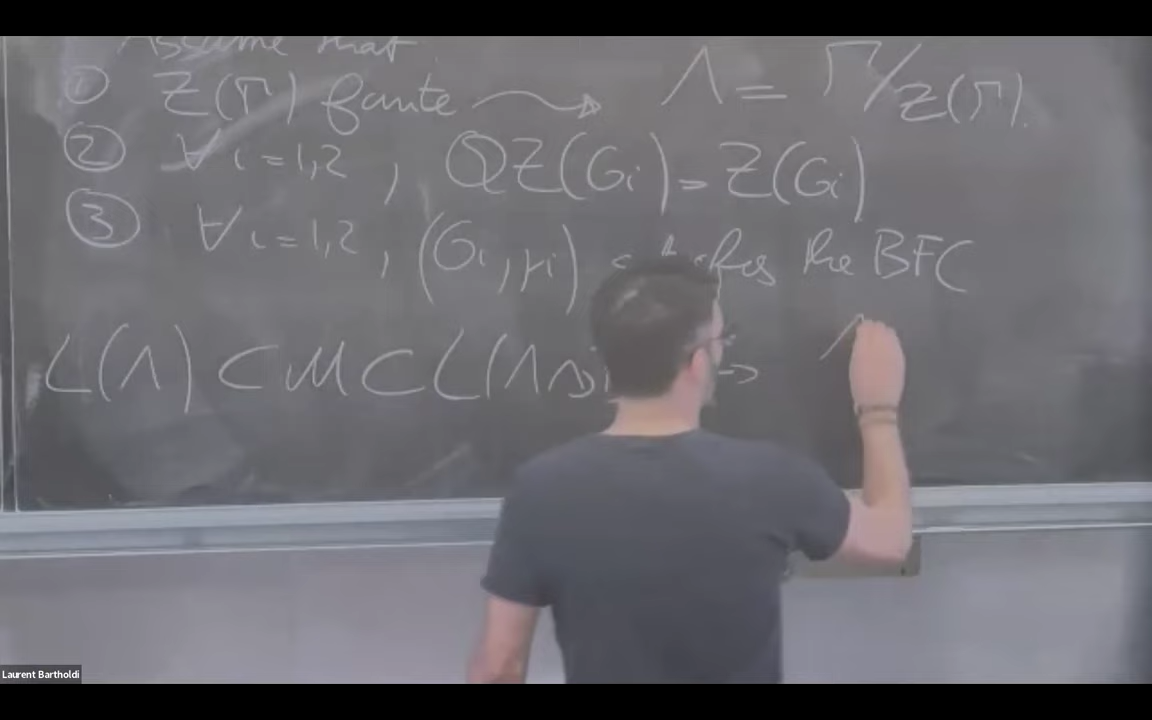 Assume that
① Z(Γ) finite ⟿ Λ = Γ/Z(Γ).
② ∀ i=1,2, QZ(Gi) = Z(Gi)
③ ∀ i=1,2, (Gi, μi) the BFC
L(Λ) ⊂ M ⊂ L(Λ → Λ
Laurent Bartholdi